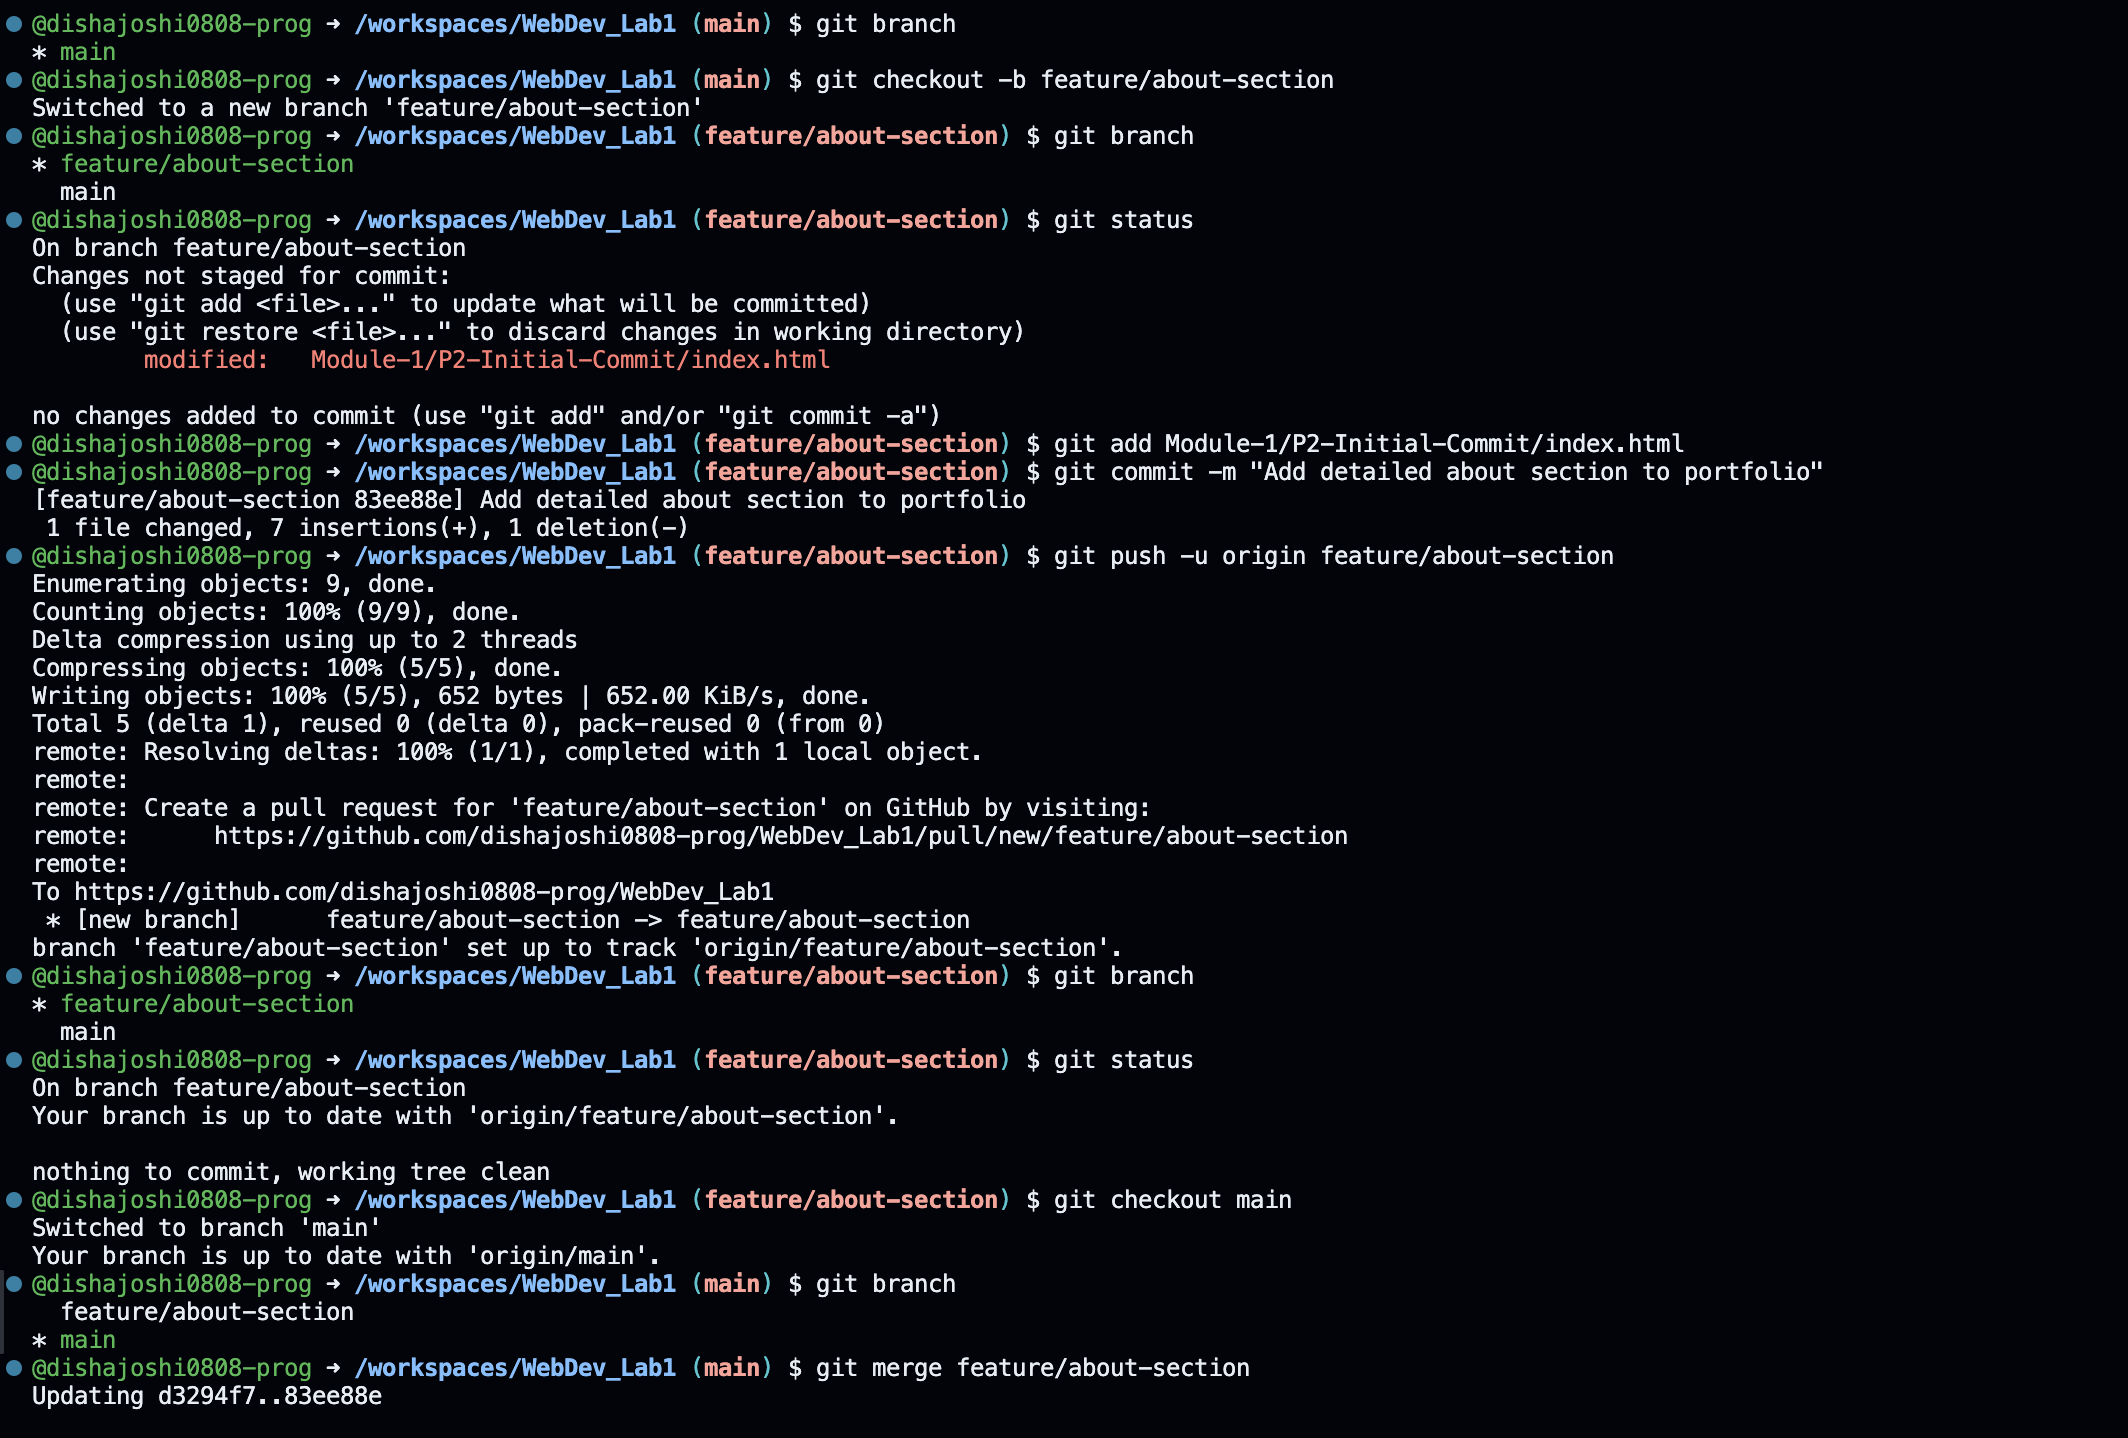 @dishajoshi0808-prog → /workspaces/WebDev_Lab1 (main) $ git branch
* main
@dishajoshi0808-prog → /workspaces/WebDev_Lab1 (main) $ git checkout -b feature/about-section
Switched to a new branch 'feature/about-section'
@dishajoshi0808-prog → /workspaces/WebDev_Lab1 (feature/about-section) $ git branch
* feature/about-section
  main
@dishajoshi0808-prog → /workspaces/WebDev_Lab1 (feature/about-section) $ git status
On branch feature/about-section
Changes not staged for commit:
  (use "git add <file>..." to update what will be committed)
  (use "git restore <file>..." to discard changes in working directory)
        modified:   Module-1/P2-Initial-Commit/index.html

no changes added to commit (use "git add" and/or "git commit -a")
@dishajoshi0808-prog → /workspaces/WebDev_Lab1 (feature/about-section) $ git add Module-1/P2-Initial-Commit/index.html
@dishajoshi0808-prog → /workspaces/WebDev_Lab1 (feature/about-section) $ git commit -m "Add detailed about section to portfolio"
[feature/about-section 83ee88e] Add detailed about section to portfolio
 1 file changed, 7 insertions(+), 1 deletion(-)
@dishajoshi0808-prog → /workspaces/WebDev_Lab1 (feature/about-section) $ git push -u origin feature/about-section
Enumerating objects: 9, done.
Counting objects: 100% (9/9), done.
Delta compression using up to 2 threads
Compressing objects: 100% (5/5), done.
Writing objects: 100% (5/5), 652 bytes | 652.00 KiB/s, done.
Total 5 (delta 1), reused 0 (delta 0), pack-reused 0 (from 0)
remote: Resolving deltas: 100% (1/1), completed with 1 local object.
remote:
remote: Create a pull request for 'feature/about-section' on GitHub by visiting:
remote:      https://github.com/dishajoshi0808-prog/WebDev_Lab1/pull/new/feature/about-section
remote:
To https://github.com/dishajoshi0808-prog/WebDev_Lab1
 * [new branch]      feature/about-section -> feature/about-section
branch 'feature/about-section' set up to track 'origin/feature/about-section'.
@dishajoshi0808-prog → /workspaces/WebDev_Lab1 (feature/about-section) $ git branch
* feature/about-section
  main
@dishajoshi0808-prog → /workspaces/WebDev_Lab1 (feature/about-section) $ git status
On branch feature/about-section
Your branch is up to date with 'origin/feature/about-section'.

nothing to commit, working tree clean
@dishajoshi0808-prog → /workspaces/WebDev_Lab1 (feature/about-section) $ git checkout main
Switched to branch 'main'
Your branch is up to date with 'origin/main'.
@dishajoshi0808-prog → /workspaces/WebDev_Lab1 (main) $ git branch
  feature/about-section
* main
@dishajoshi0808-prog → /workspaces/WebDev_Lab1 (main) $ git merge feature/about-section
Updating d3294f7..83ee88e